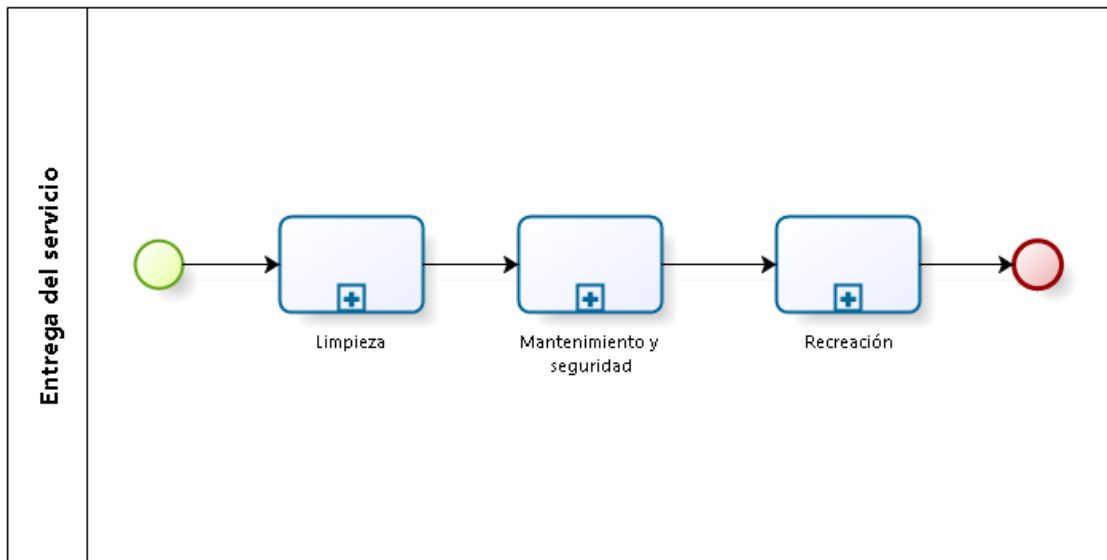 Entrega del servicio
Limpieza
Mantenimiento y
seguridad
Recreación